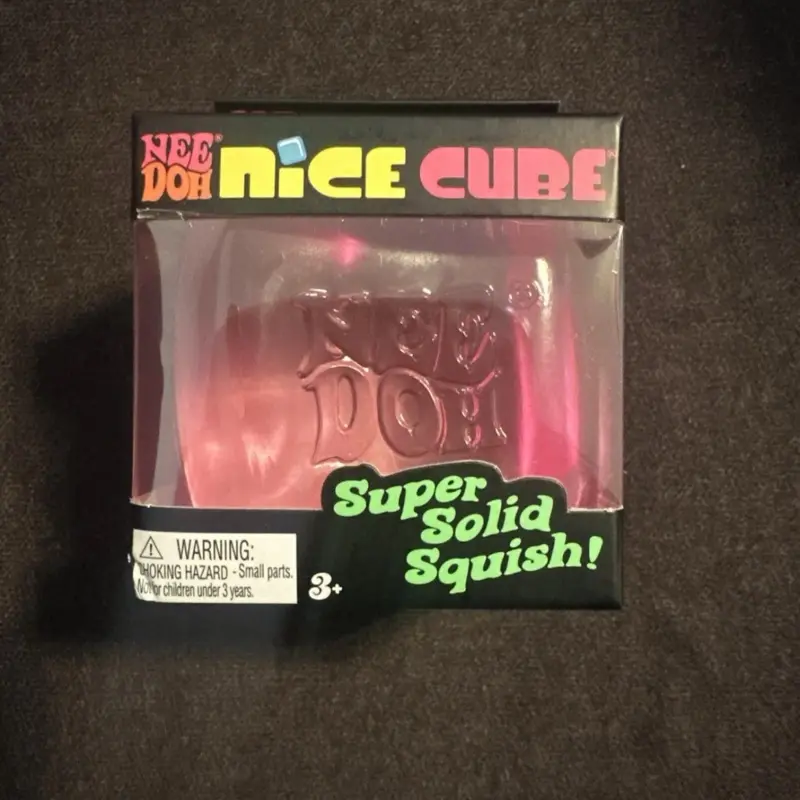 NEE DOH® NiCE CUBE
NEE
DOH®
Super
Solid
Squish!
WARNING:
CHOKING HAZARD - Small parts.
Not for children under 3 years.
3+